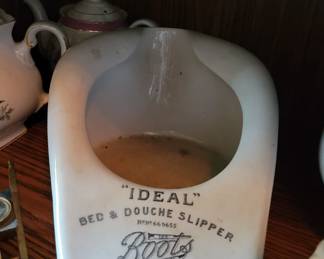 "IDEAL"
BED & DOUCHE SLIPPER
Boots